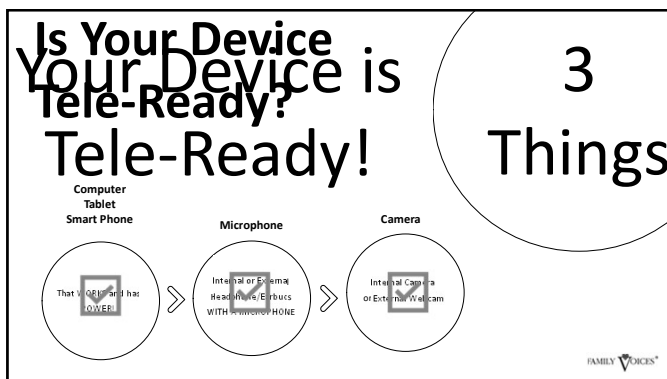 Is Your Device
Tele-Ready?
Your Device is
Tele-Ready!
3
Things
Computer
Tablet
Smart Phone
That WORKS and has
POWER!
Microphone
Internal or External
Headphone/Earbuds
WITH A MICROPHONE
Camera
Internal Camera
or External Webcam
FAMILY VOICES®